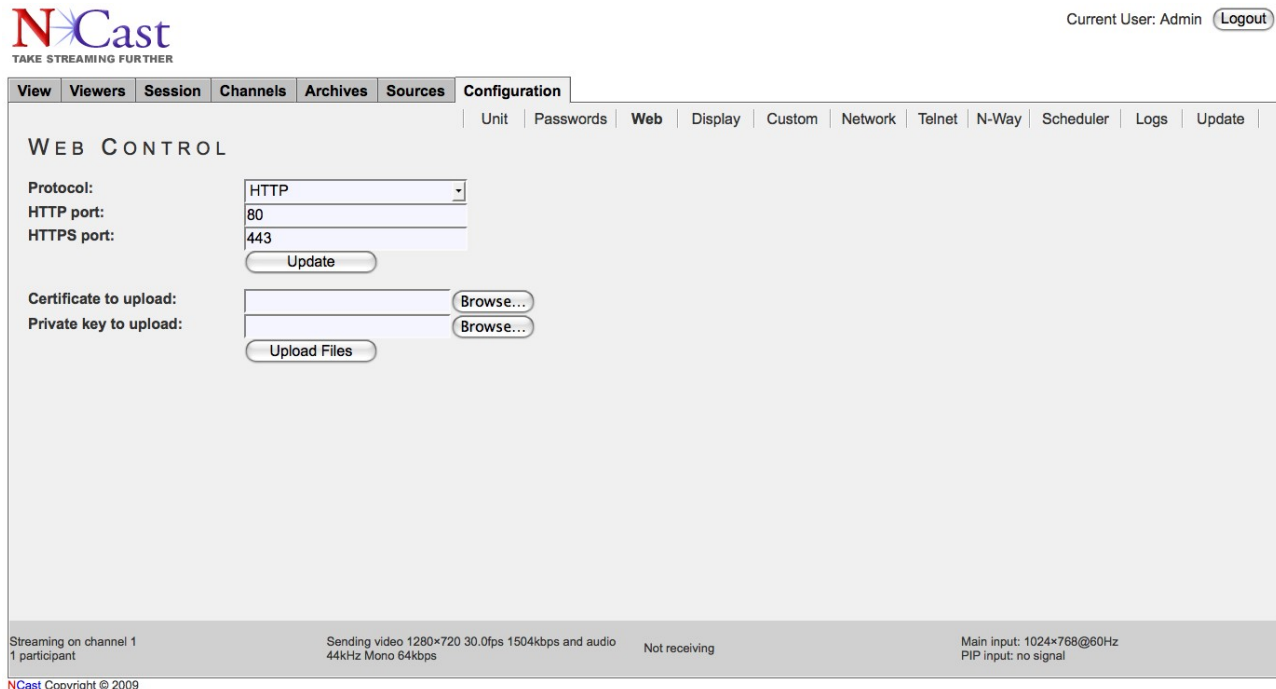 NCast
TAKE STREAMING FURTHER
Current User: Admin Logout
View Viewers Session Channels Archives Sources Configuration
Unit Passwords Web Display Custom Network Telnet N-Way Scheduler Logs Update
WEB CONTROL
Protocol: HTTP
HTTP port: 80
HTTPS port: 443
Update
Certificate to upload: Browse...
Private key to upload: Browse...
Upload Files
Streaming on channel 1
1 participant
Sending video 1280×720 30.0fps 1504kbps and audio
44kHz Mono 64kbps
Not receiving
Main input: 1024×768@60Hz
PIP input: no signal
NCast Copyright © 2009